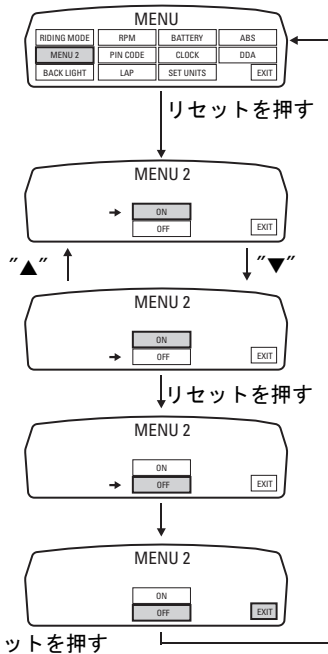 MENU
RIDING MODE RPM BATTERY ABS
MENU 2 PIN CODE CLOCK DDA
BACK LIGHT LAP SET UNITS EXIT
リセットを押す
MENU 2
ON
OFF EXIT
"▲" "▼"
MENU 2
ON
OFF EXIT
リセットを押す
MENU 2
ON
OFF EXIT
MENU 2
ON
OFF EXIT
ットを押す